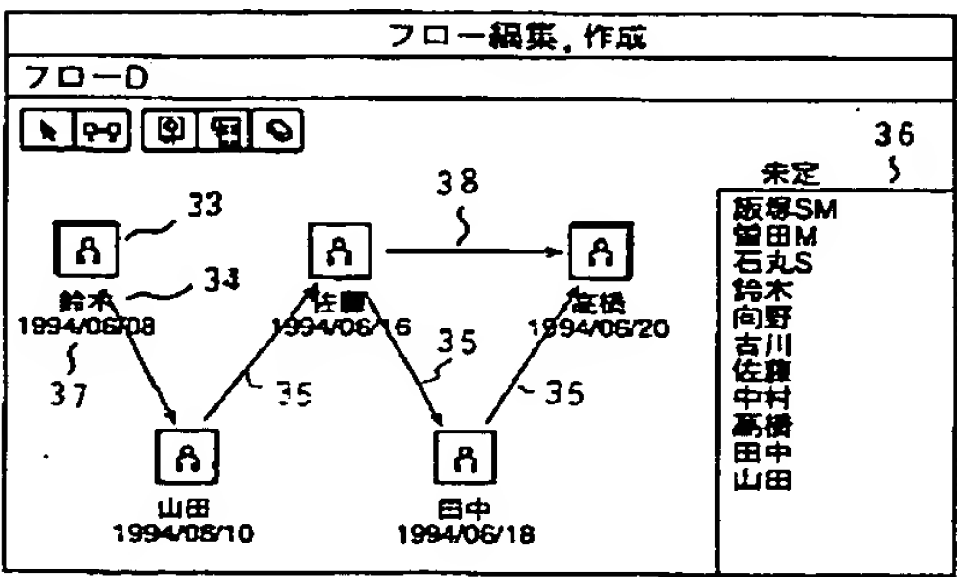 フロー編集,作成
フローD
36
未定
38
33
34
鈴木
1994/06/08
37
佐藤
1994/06/16
高橋
1994/06/20
35
35
35
山田
1994/06/10
田中
1994/06/18
飯塚SM
曽田M
石丸S
鈴木
向野
古川
佐藤
中村
高橋
田中
山田